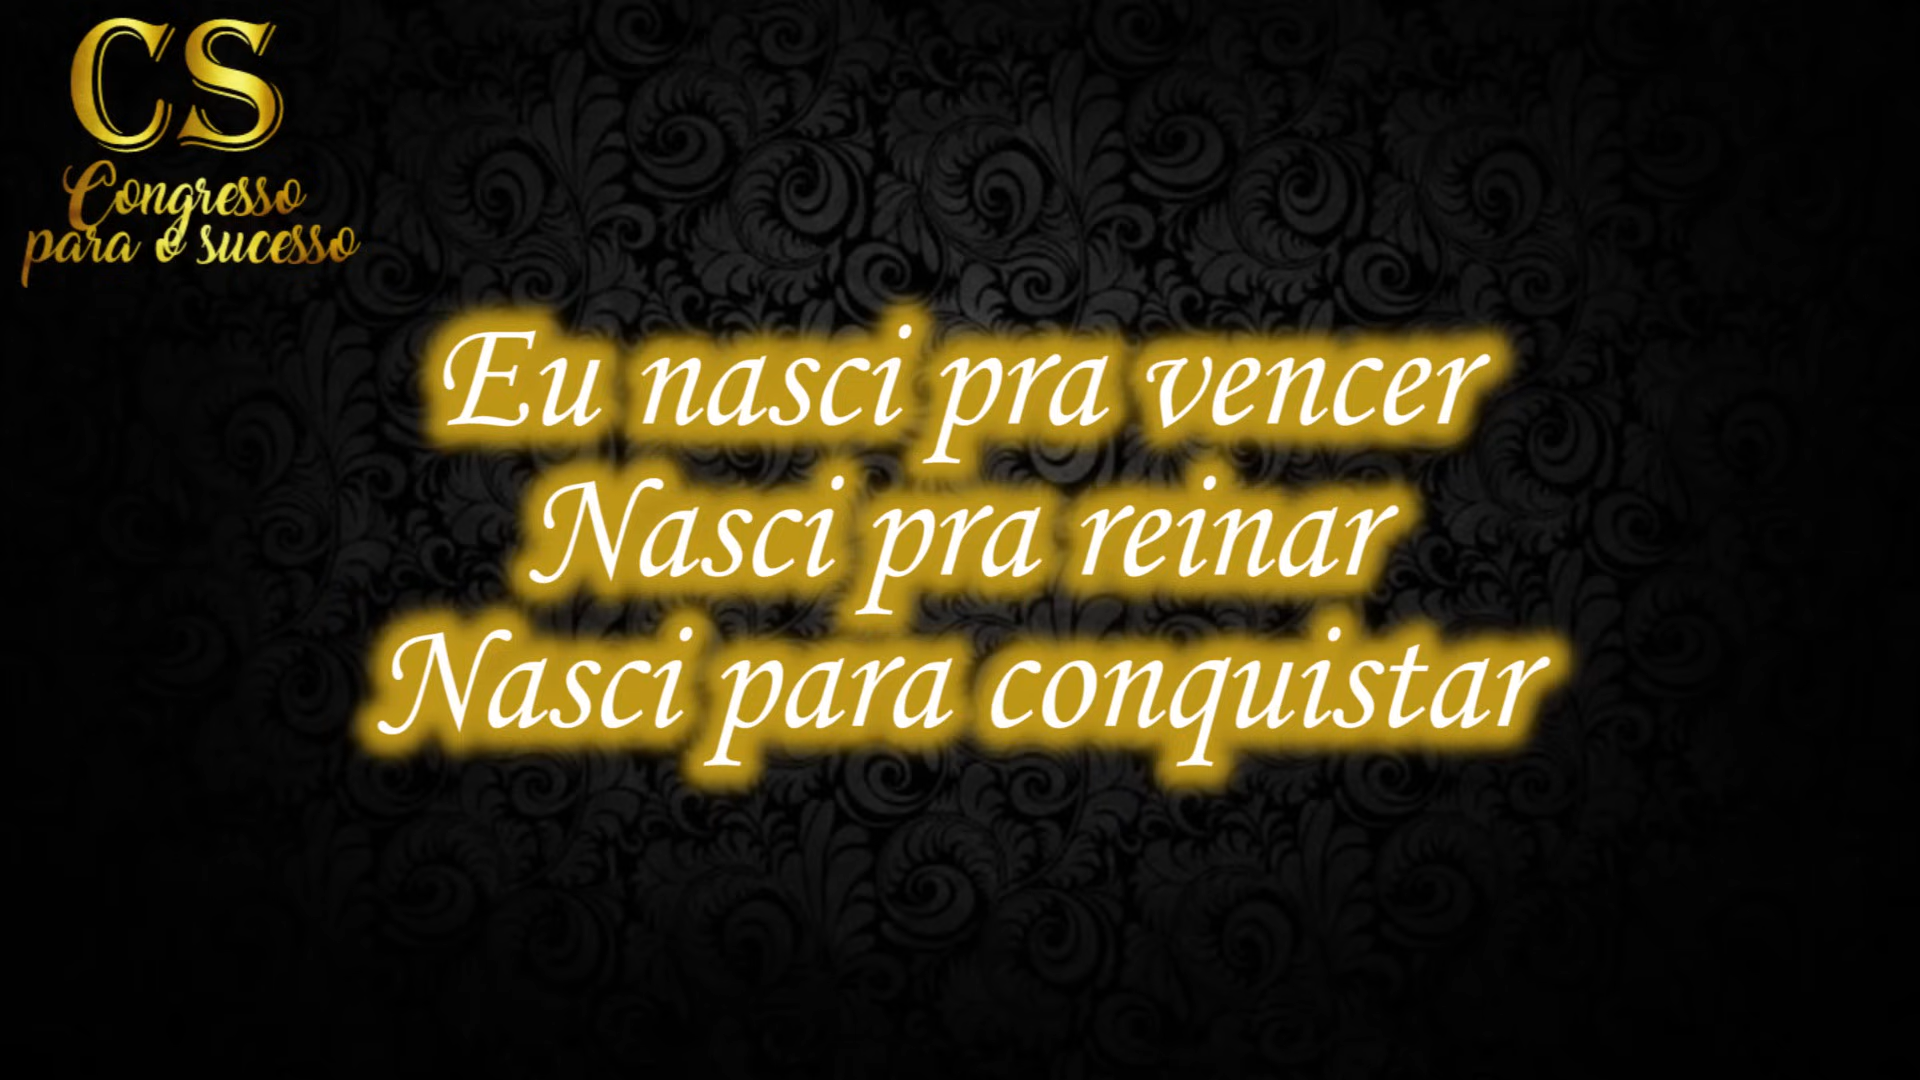 CS
Congresso
para o sucesso
Eu nasci pra vencer
Nasci pra reinar
Nasci para conquistar